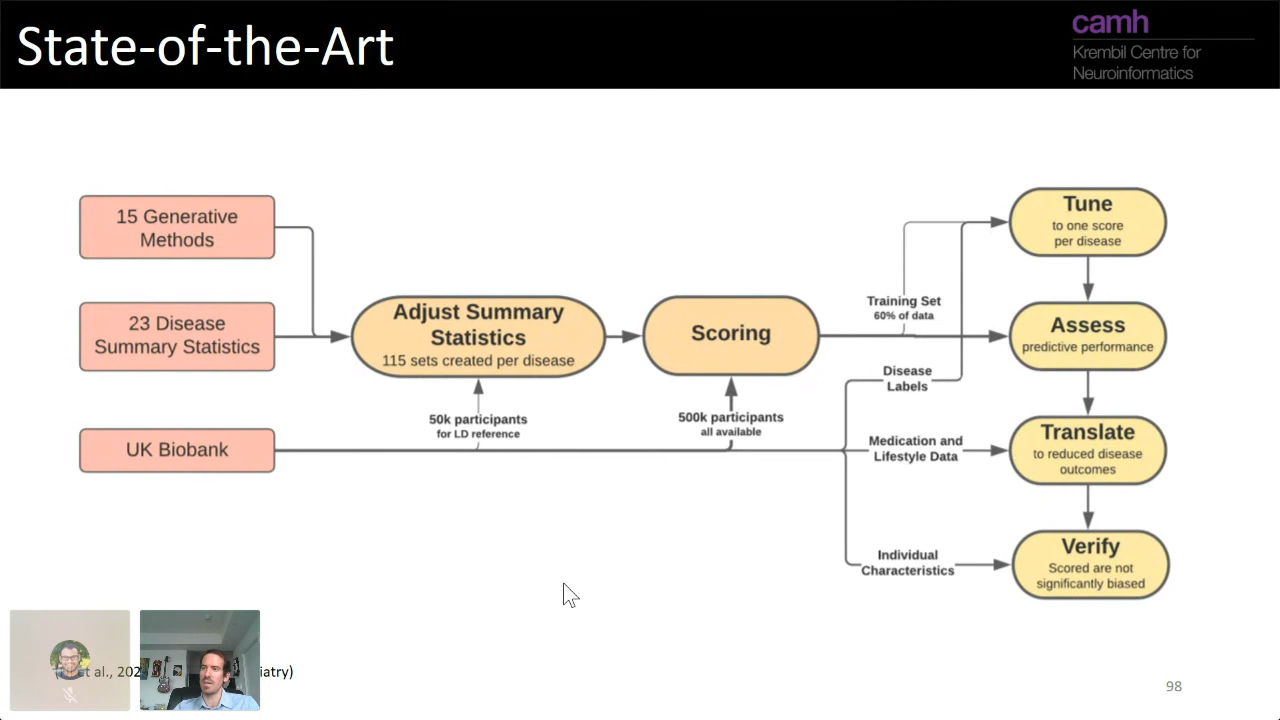 State-of-the-Art
camh
Krembil Centre for
Neuroinformatics
15 Generative
Methods
23 Disease
Summary Statistics
UK Biobank
Adjust Summary
Statistics
115 sets created per disease
50k participants
for LD reference
Scoring
500k participants
all available
Training Set
60% of data
Disease
Labels
Medication and
Lifestyle Data
Individual
Characteristics
Tune
to one score
per disease
Assess
predictive performance
Translate
to reduced disease
outcomes
Verify
Scored are not
significantly biased
et al.,
98